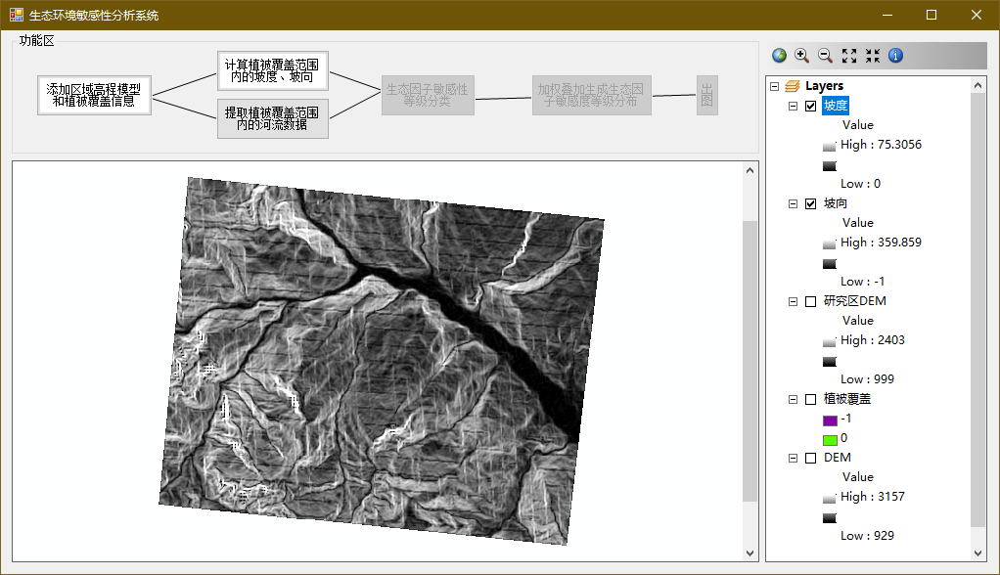 生态环境敏感性分析系统
功能区
添加区域高程模型
和植被覆盖信息
计算植被覆盖范围
内的坡度、坡向
提取植被覆盖范围
内的河流数据
生态因子敏感性
等级分类
加权叠加生成生态因
子敏感度等级分布
出
图
Layers
坡度
Value
High : 75.3056
Low : 0
坡向
Value
High : 359.859
Low : -1
研究区DEM
Value
High : 2403
Low : 999
植被覆盖
-1
0
DEM
Value
High : 3157
Low : 929